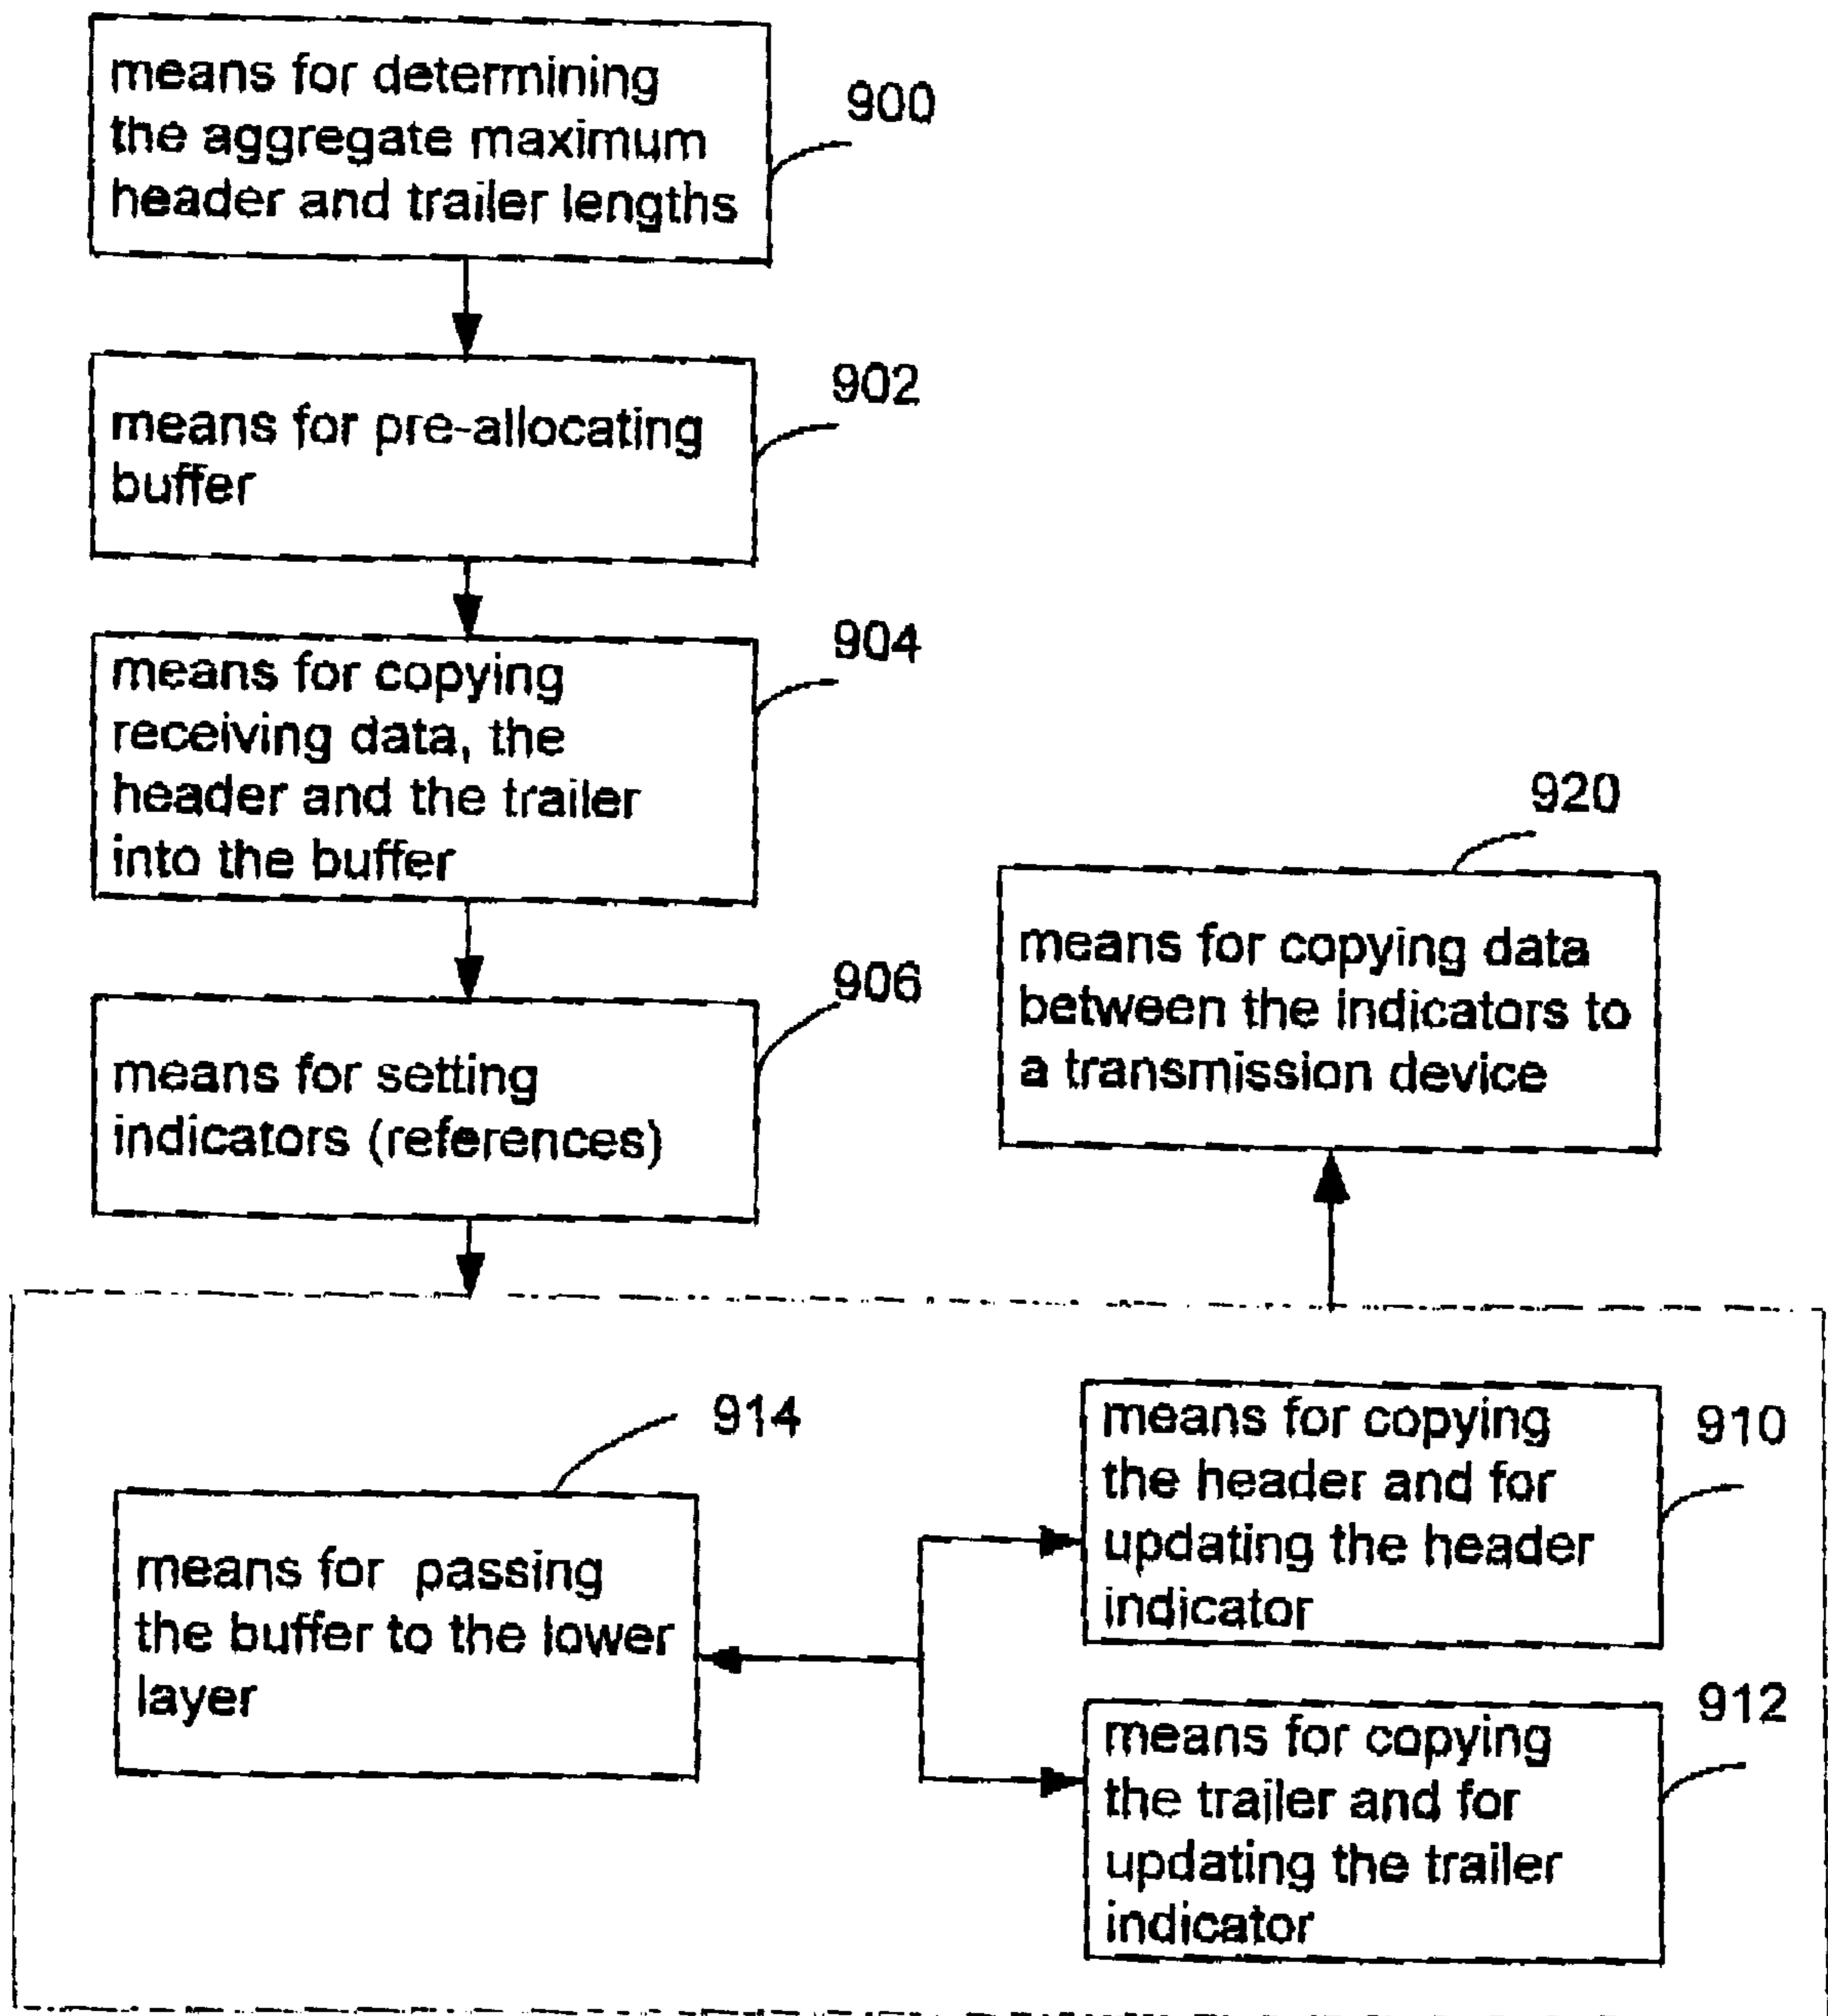 means for determining
the aggregate maximum
header and trailer lengths
900
means for pre-allocating
buffer
902
means for copying
receiving data, the
header and the trailer
into the buffer
904
means for setting
indicators (references)
906
means for copying data
between the indicators to
a transmission device
920
means for passing
the buffer to the lower
layer
914
means for copying
the header and for
updating the header
indicator
910
means for copying
the trailer and for
updating the trailer
indicator
912